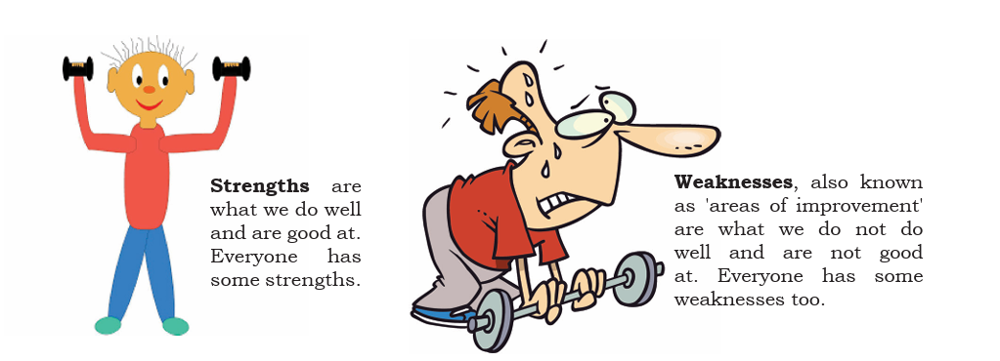 Strengths are
what we do well
and are good at.
Everyone has
some strengths.
Weaknesses, also known
as 'areas of improvement'
are what we do not do
well and are not good
at. Everyone has some
weaknesses too.